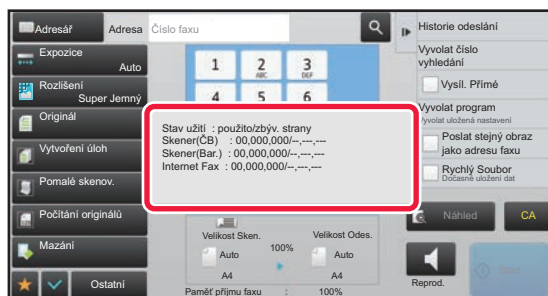 Adresář
Adresa
Číslo faxu
Historie odeslání
Expozice
Auto
1
2
ABC
3
DEF
Vyvolat číslo
vyhledání
Rozlišení
Super Jemný
4
5
6
Vysíl. Přímé
Originál
Stav užití : použito/zbýv. strany
Skener(ČB) : 00,000,000/--,---,---
Skener(Bar.) : 00,000,000/--,---,---
Internet Fax : 00,000,000/--,---,---
Vyvolat program
Vyvolat uložená nastavení
Poslat stejný obraz
jako adresu faxu
Vytvoření úloh
Rychlý Soubor
Dočasné uložení dat
Pomalé skenov.
Počítání originálů
Náhled
CA
Velikost Sken.
100%
Velikost Odes.
Mazání
Auto
Auto
A4
A4
Ostatní
Reprod.
Start
Paměť příjmu faxu : 100%